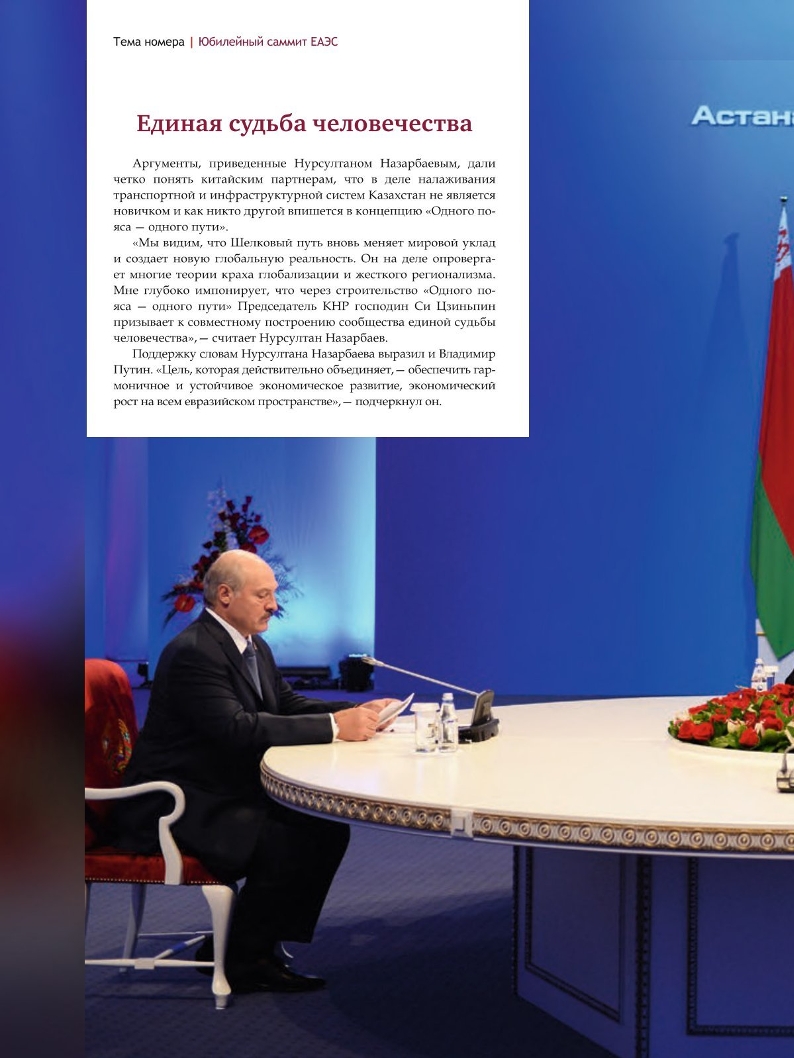 Тема номера | Юбилейный саммит ЕАЭС
Единая судьба человечества
Аргументы, приведенные Нурсултаном Назарбаевым, дали
четко понять китайским партнерам, что в деле налаживания
транспортной и инфраструктурной систем Казахстан не является
новичком и как никто другой впишется в концепцию «Одного по-
яса — одного пути».
«Мы видим, что Шелковый путь вновь меняет мировой уклад
и создает новую глобальную реальность. Он на деле опроверга-
ет многие теории краха глобализации и жесткого регионализма.
Мне глубоко импонирует, что через строительство «Одного по-
яса — одного пути» Председатель КНР господин Си Цзиньпин
призывает к совместному построению сообщества единой судьбы
человечества»,— считает Нурсултан Назарбаев.
Поддержку словам Нурсултана Назарбаева выразил и Владимир
Путин. «Цель, которая действительно объединяет,— обеспечить гар-
моничное и устойчивое экономическое развитие, экономический
рост на всем евразийском пространстве»,— подчеркнул он.
Астана